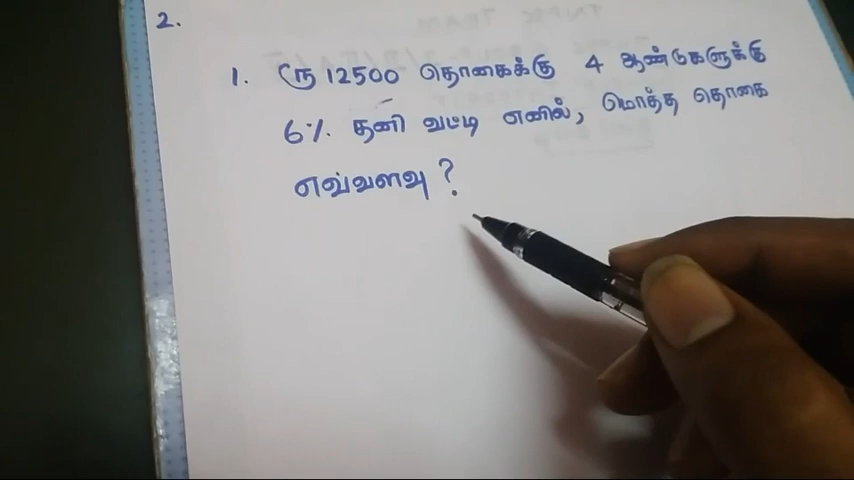 2.
1. ரூ 12500 தொகைக்கு 4 ஆண்டுகளுக்கு
6% தனி வட்டி எனில், மொத்த தொகை
எவ்வளவு ?